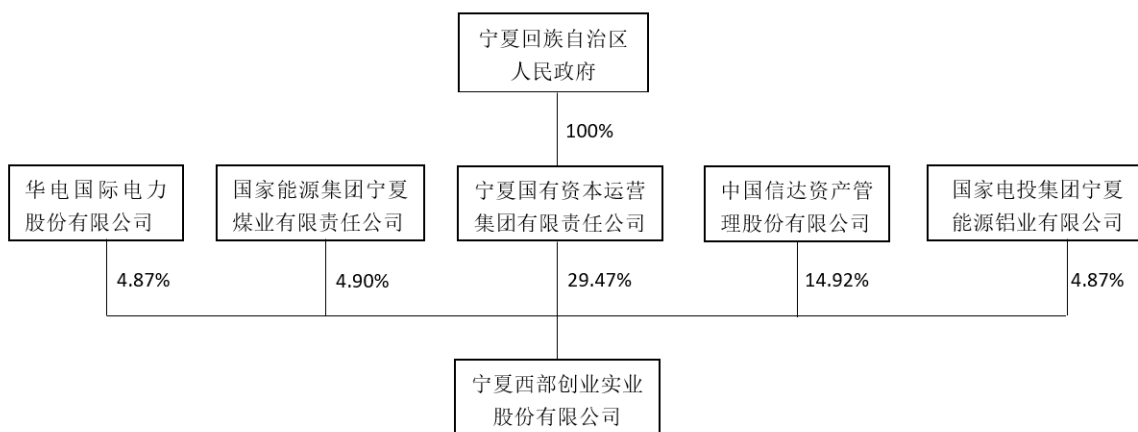 宁夏回族自治区
人民政府
100%
华电国际电力
股份有限公司
国家能源集团宁夏
煤业有限责任公司
宁夏国有资本运营
集团有限责任公司
中国信达资产管
理股份有限公司
国家电投集团宁夏
能源铝业有限公司
4.87%
4.90%
29.47%
14.92%
4.87%
宁夏西部创业实业
股份有限公司